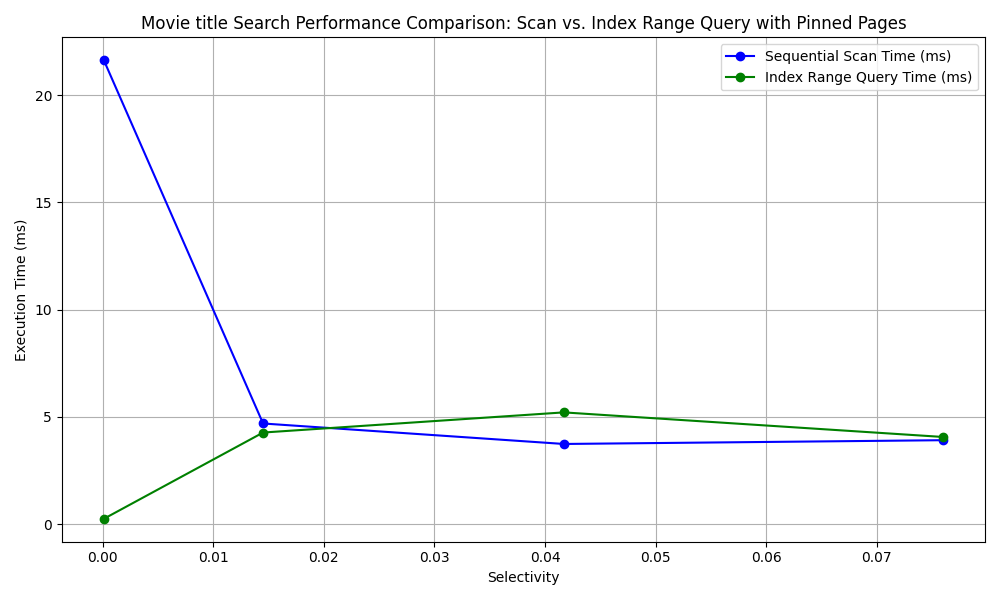 Movie title Search Performance Comparison: Scan vs. Index Range Query with Pinned Pages
Sequential Scan Time (ms)
Index Range Query Time (ms)
Execution Time (ms)
20
15
10
5
0
0.00 0.01 0.02 0.03 0.04 0.05 0.06 0.07
Selectivity